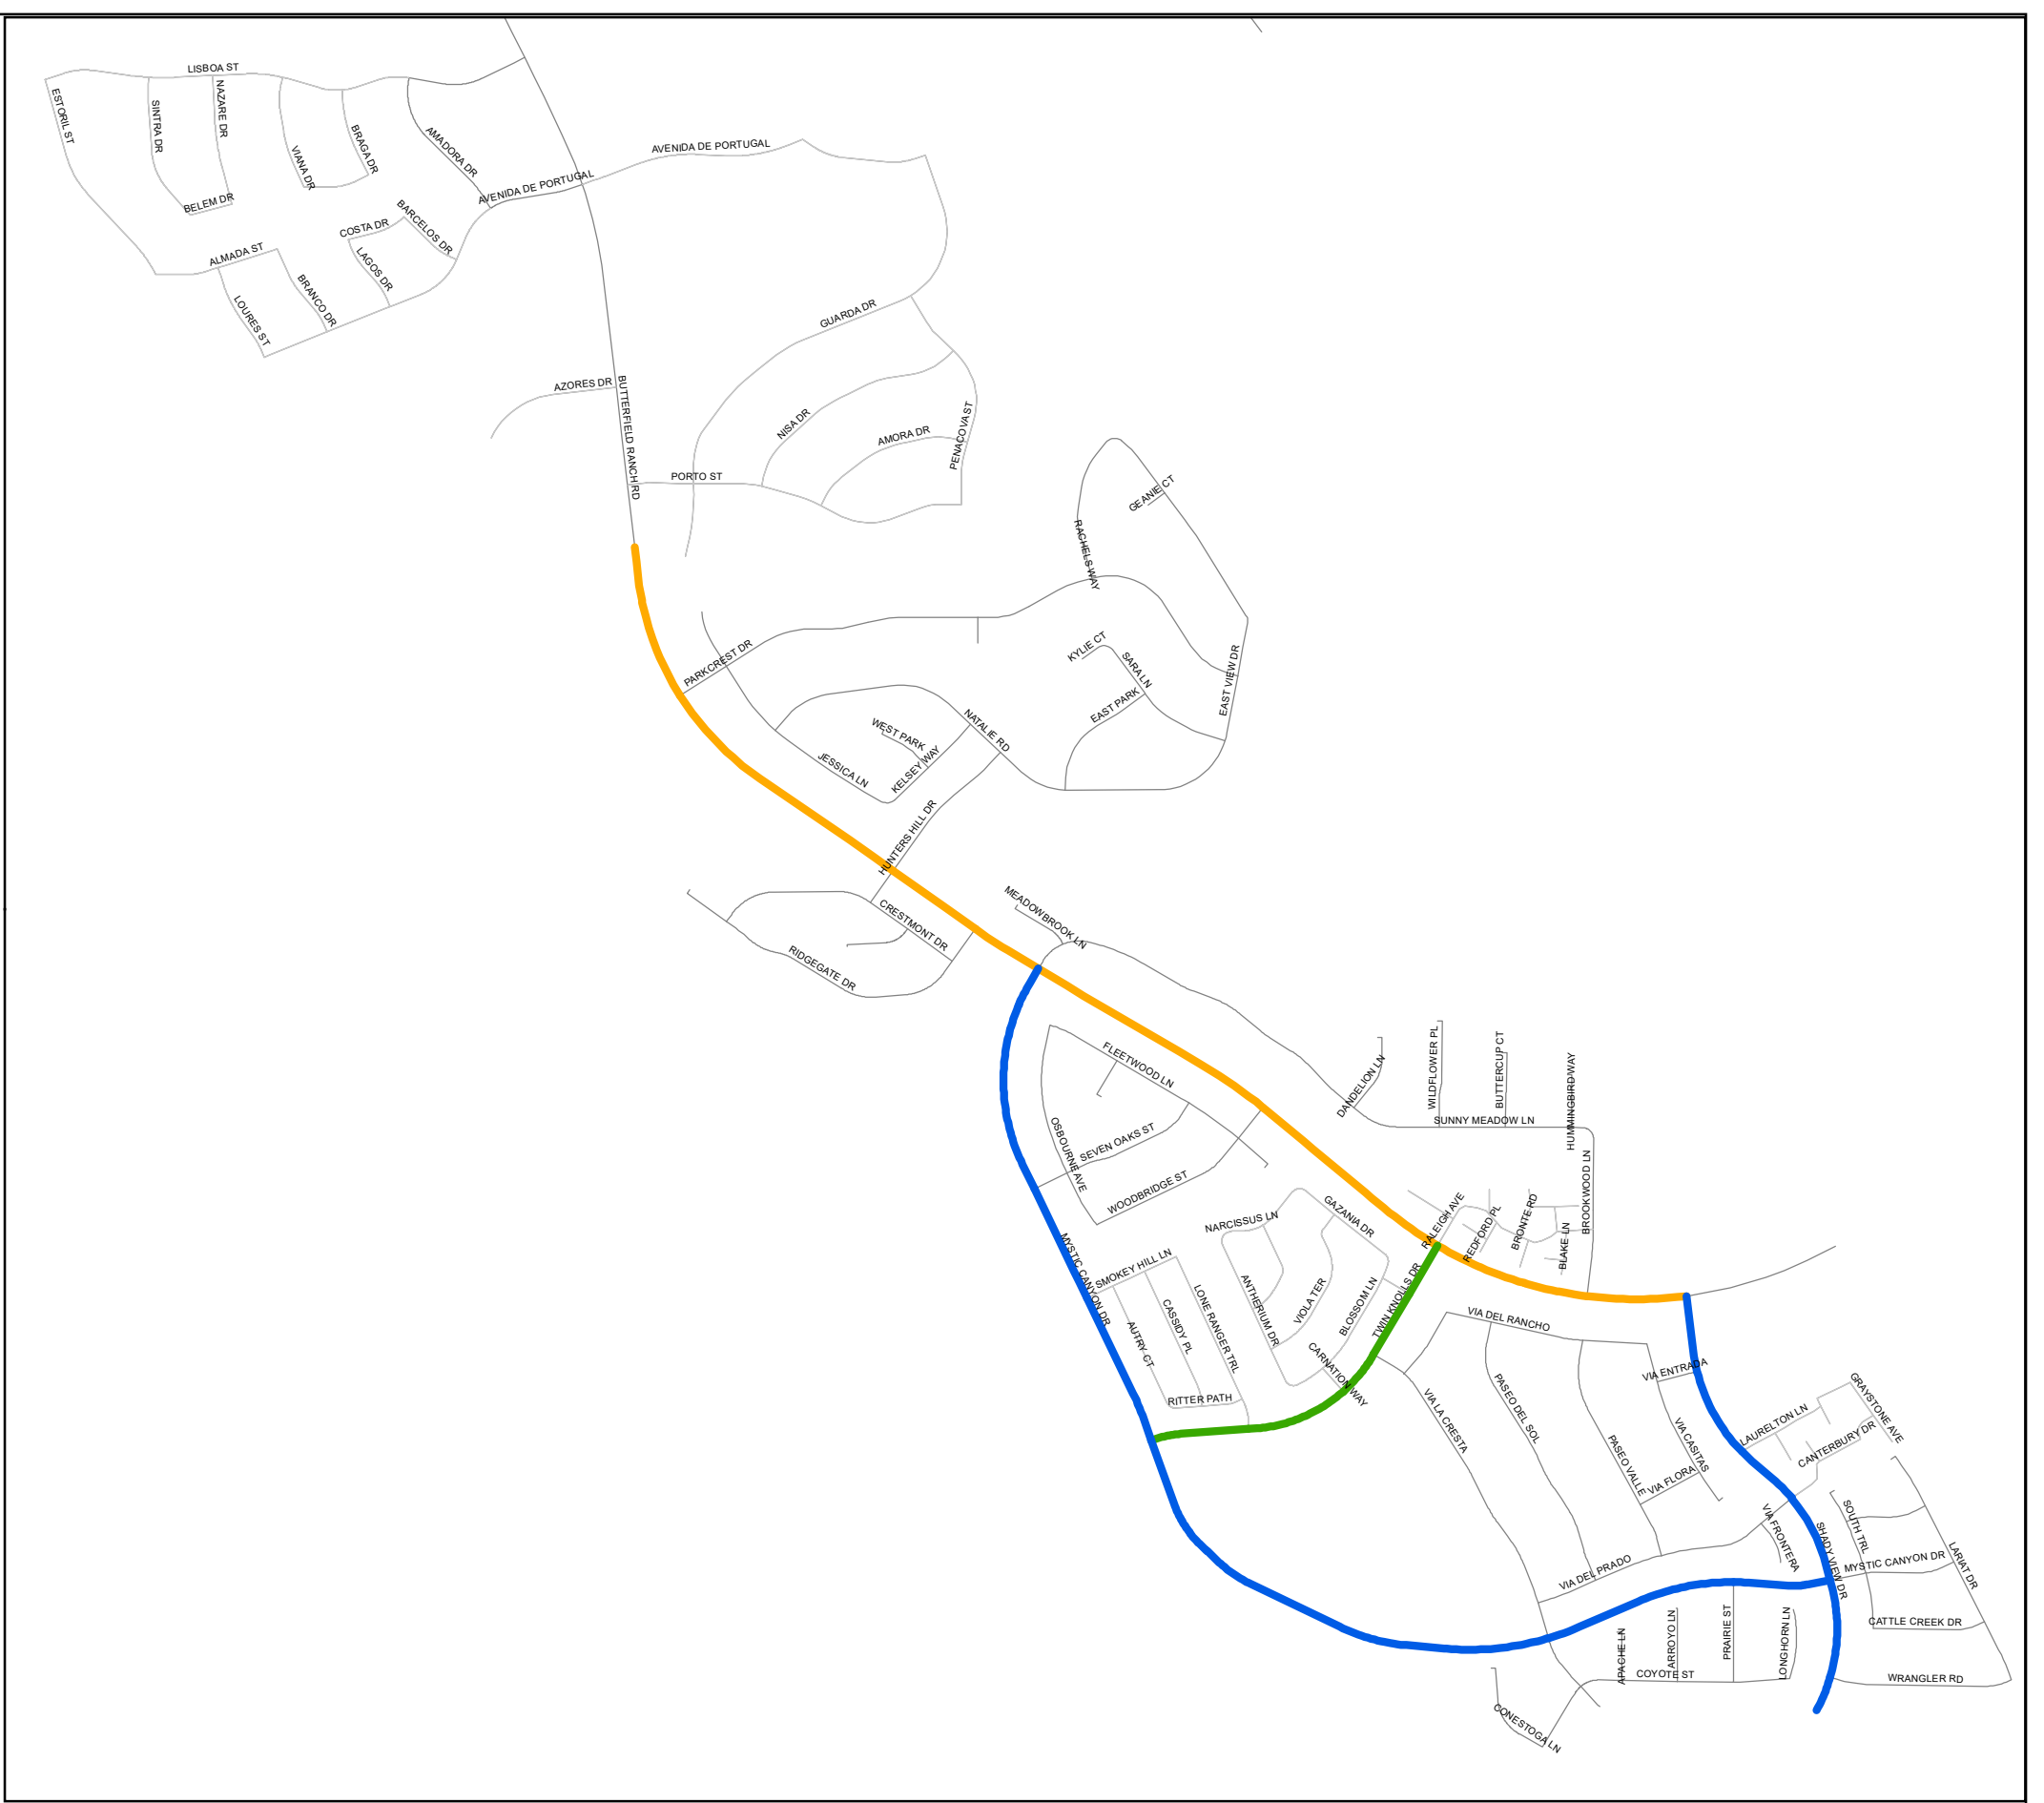 LISBOA ST
ESTORIL ST
SINTRA DR
NAZARE DR
VIANA DR
BRAGA DR
AMADORA DR
AVENIDA DE PORTUGAL
AVENIDA DE PORTUGAL
BELEM DR
BARCELOS DR
COSTA DR
ALMADA ST
LAGOS DR
BRANCO DR
LOURES ST
GUARDA DR
AZORES DR
BUTTERFIELD RANCH RD
NISA DR
AMORA DR
PENACOVA ST
PORTO ST
GEANIE CT
RACHELS WAY
PARKCREST DR
KYLIE CT
SARA LN
EAST VIEW DR
EAST PARK
WEST PARK
NATALIE RD
JESSICA LN
KELSEY WAY
HUNTERS HILL DR
MEADOWBROOK LN
CRESTMONT DR
RIDGEGATE DR
FLEETWOOD LN
DANDELION LN
WILDFLOWER PL
BUTTERCUP CT
HUMMINGBIRD WAY
SUNNY MEADOW LN
OSBOURNE AVE
SEVEN OAKS ST
WOODBRIDGE ST
BROOKWOOD LN
NARCISSUS LN
GAZANIA DR
RALEIGH AVE
REDFORD PL
BRONTE RD
BLAKE LN
MYSTIC CANYON DR
SMOKEY HILL LN
AUTRY CT
CASSIDY PL
LONE RANGER TRL
ANTHERIUM DR
VIOLA TER
BLOSSOM LN
TWIN KNOLLS DR
CARNATION WAY
RITTER PATH
VIA DEL RANCHO
VIA ENTRADA
VIA LA CRESTA
PASEO DEL SOL
PASEO VALLE
VIA CASITAS
VIA FLORA
LAURELTON LN
GRAYSTONE AVE
CANTERBURY DR
VIA FRONTERA
SHADY VIEW DR
SOUTH TRL
MYSTIC CANYON DR
LARIAT DR
VIA DEL PRADO
CATTLE CREEK DR
APACHE LN
ARROYO LN
PRAIRIE ST
LONGHORN LN
COYOTE ST
WRANGLER RD
CONESTOGA LN